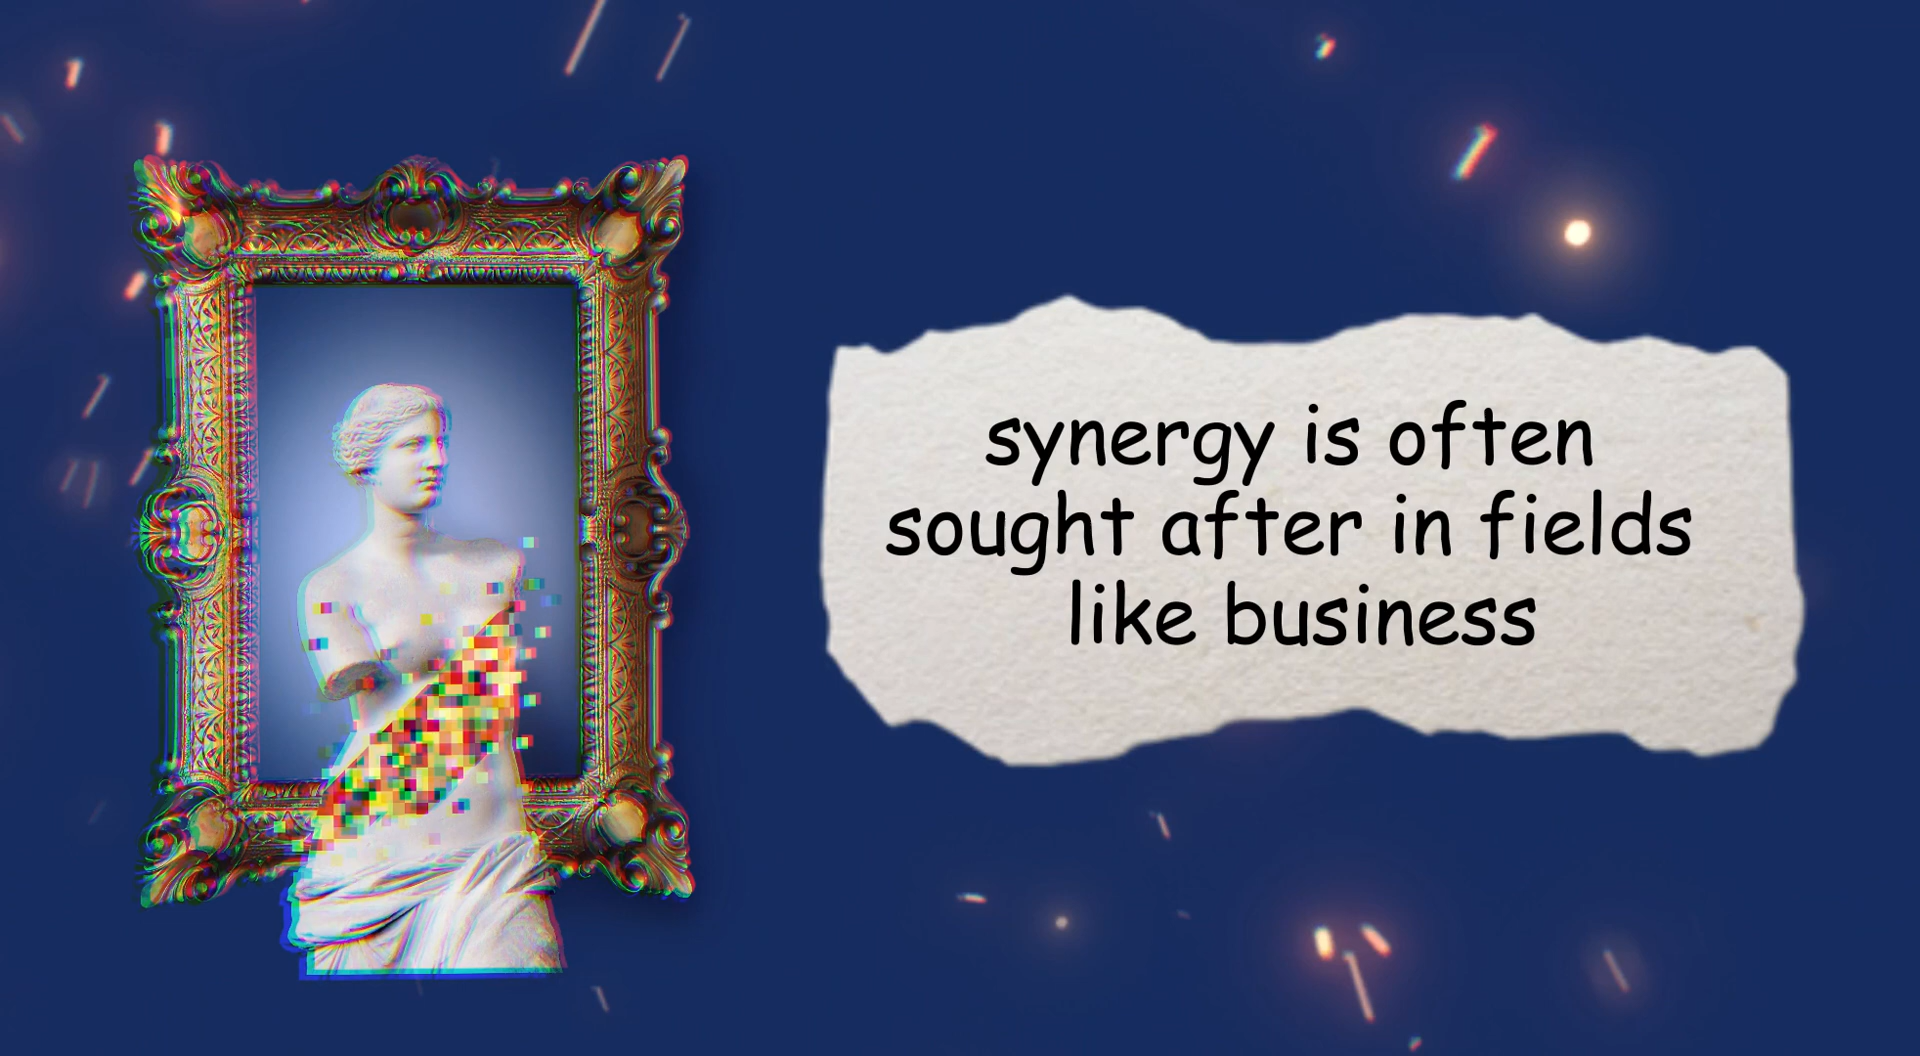 synergy is often
sought after in fields
like business